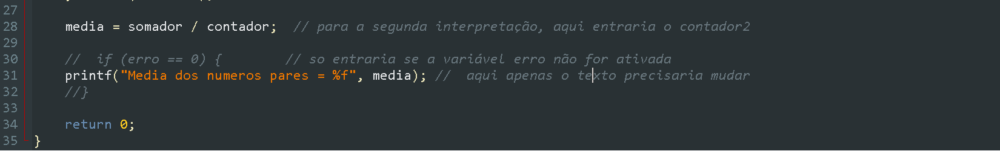 27
28 media = somador / contador; // para a segunda interpretação, aqui entraria o contador2
29
30 // if (erro == 0) { // so entraria se a variável erro não for ativada
31 printf("Media dos numeros pares = %f", media); // aqui apenas o texto precisaria mudar
32 //}
33
34 return 0;
35 }